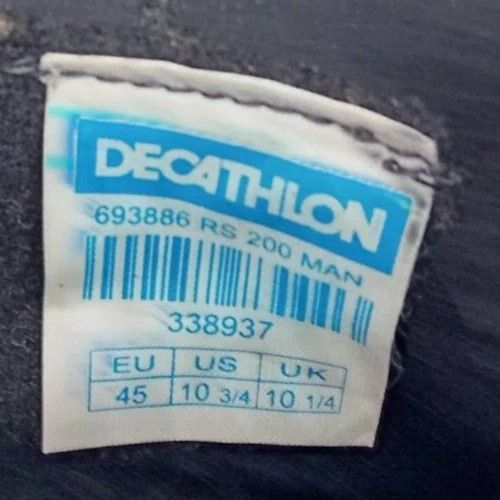 DECATHLON
693886 RS 200 MAN
338937
EU US UK
45 10 3/4 10 1/4